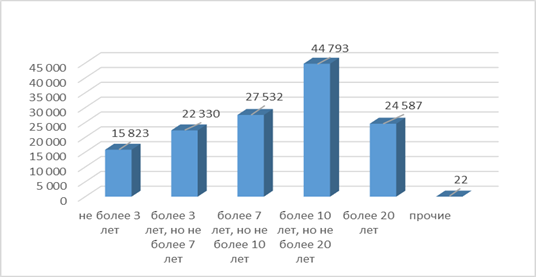 44 793
45 000
40 000
35 000
27 532
30 000
24 587
22 330
25 000
15 823
20 000
15 000
10 000
5 000
22
0
не более 3
лет
более 3
лет, но не
более 7
лет
более 7
лет, но не
более 10
лет
более 10
лет, но не
более 20
лет
более 20
лет
прочие